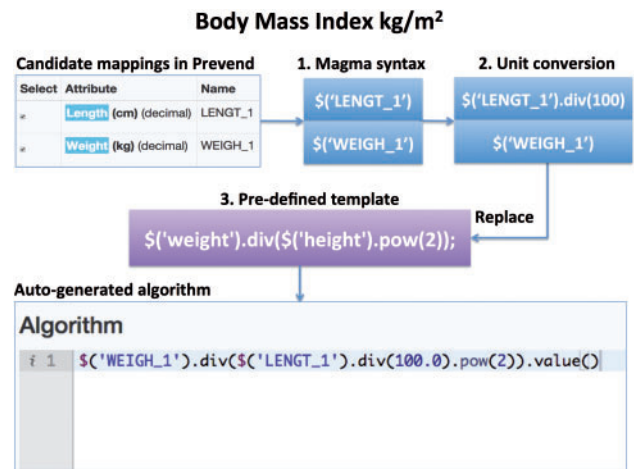 Body Mass Index kg/m²
Candidate mappings in Prevend
1. Magma syntax
2. Unit conversion
Select Attribute Name
Length (cm) (decimal) LENGT_1
Weight (kg) (decimal) WEIGH_1
$('LENGT_1')
$('WEIGH_1')
$('LENGT_1').div(100)
$('WEIGH_1')
3. Pre-defined template
Replace
$('weight').div($('height').pow(2));
Auto-generated algorithm
Algorithm
i 1 $('WEIGH_1').div($('LENGT_1').div(100.0).pow(2)).value()